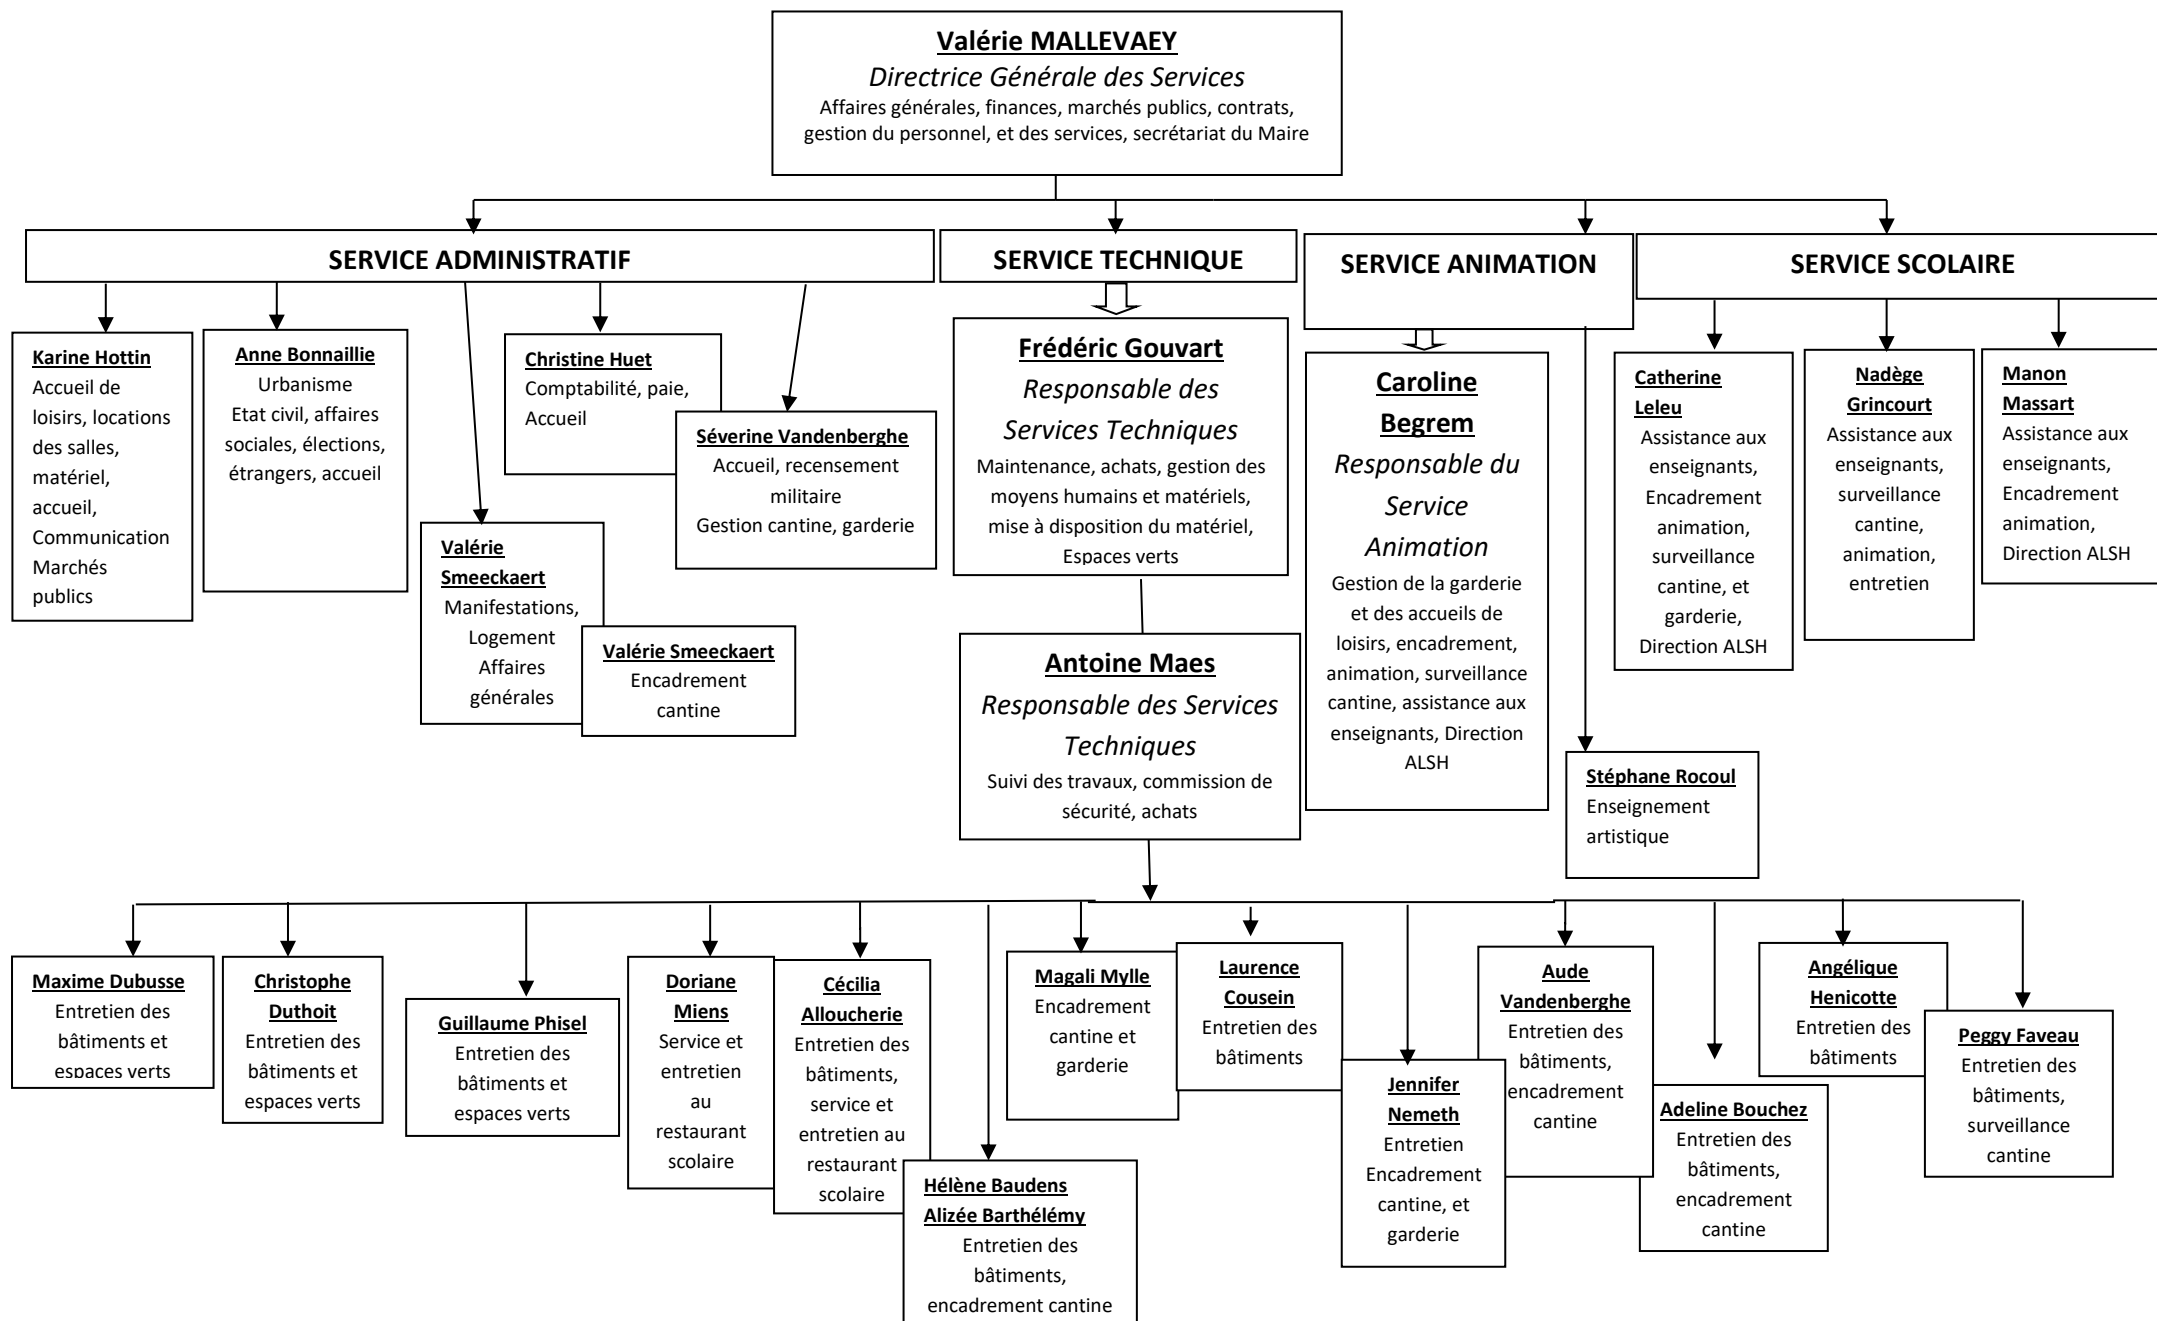 Valérie MALLEVAEY
Directrice Générale des Services
Affaires générales, finances, marchés publics, contrats,
gestion du personnel, et des services, secrétariat du Maire
SERVICE ADMINISTRATIF
SERVICE TECHNIQUE
SERVICE ANIMATION
SERVICE SCOLAIRE
Karine Hottin
Accueil de
loisirs, locations
des salles,
matériel,
accueil,
Communication
Marchés
publics
Anne Bonnaillie
Urbanisme
Etat civil, affaires
sociales, élections,
étrangers, accueil
Valérie
Smeeckaert
Manifestations,
Logement
Affaires
générales
Valérie Smeeckaert
Encadrement
cantine
Christine Huet
Comptabilité, paie,
Accueil
Séverine Vandenberghe
Accueil, recensement
militaire
Gestion cantine, garderie
Frédéric Gouvart
Responsable des
Services Techniques
Maintenance, achats, gestion des
moyens humains et matériels,
mise à disposition du matériel,
Espaces verts
Antoine Maes
Responsable des Services
Techniques
Suivi des travaux, commission de
sécurité, achats
Caroline
Begrem
Responsable du
Service
Animation
Gestion de la garderie
et des accueils de
loisirs, encadrement,
animation, surveillance
cantine, assistance aux
enseignants, Direction
ALSH
Stéphane Rocoul
Enseignement
artistique
Catherine
Leleu
Assistance aux
enseignants,
Encadrement
animation,
surveillance
cantine, et
garderie,
Direction ALSH
Nadège
Grincourt
Assistance aux
enseignants,
surveillance
cantine,
animation,
entretien
Manon
Massart
Assistance aux
enseignants,
Encadrement
animation,
Direction ALSH
Maxime Dubusse
Entretien des
bâtiments et
espaces verts
Christophe
Duthoit
Entretien des
bâtiments et
espaces verts
Guillaume Phisel
Entretien des
bâtiments et
espaces verts
Doriane
Miens
Service et
entretien
au
restaurant
scolaire
Cécilia
Alloucherie
Entretien des
bâtiments,
service et
entretien au
restaurant
scolaire
Hélène Baudens
Alizée Barthélémy
Entretien des
bâtiments,
encadrement cantine
Magali Mylle
Encadrement
cantine et
garderie
Laurence
Cousein
Entretien des
bâtiments
Jennifer
Nemeth
Entretien
Encadrement
cantine, et
garderie
Aude
Vandenberghe
Entretien des
bâtiments,
encadrement
cantine
Adeline Bouchez
Entretien des
bâtiments,
encadrement
cantine
Angélique
Henicotte
Entretien des
bâtiments
Peggy Faveau
Entretien des
bâtiments,
surveillance
cantine